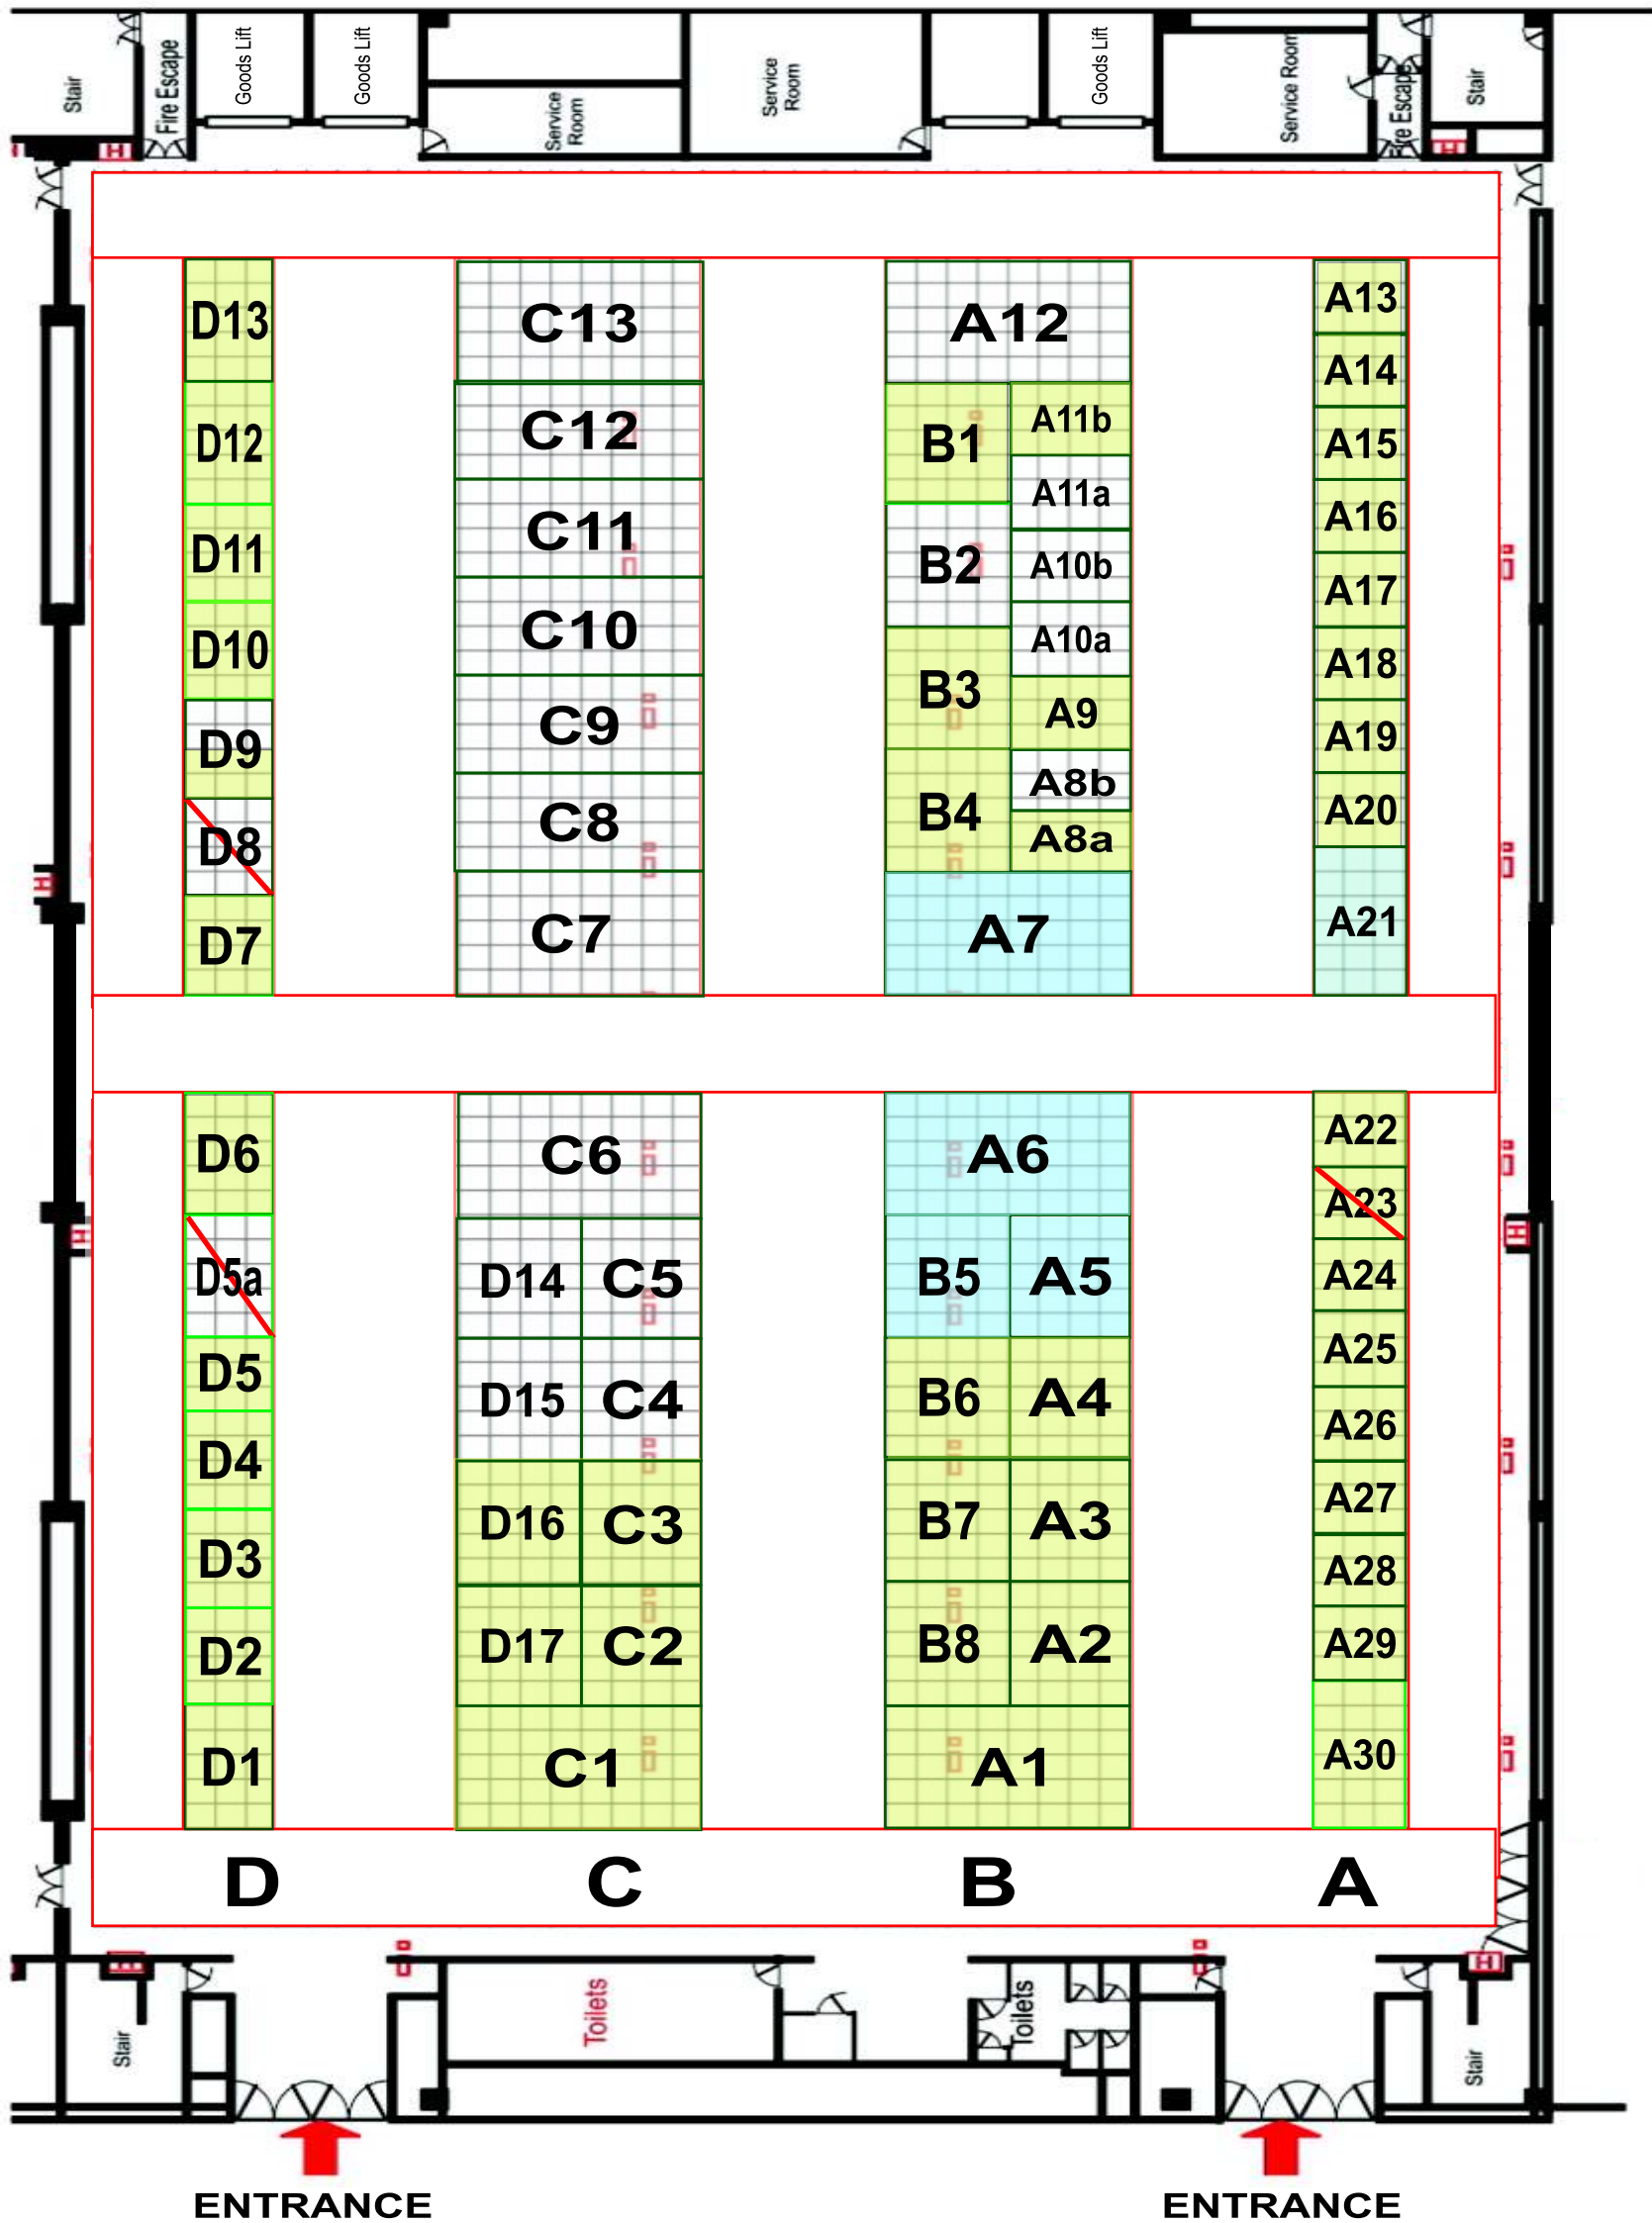 Stair
Fire Escape
Goods Lift
Goods Lift
Service
Room
Service
Room
Goods Lift
Service Room
Fire Escape
Stair
H
H
D13
C13
A12
A13
A14
D12
C12
B1
A11b
A15
A11a
D11
C11
B2
A10b
A16
A17
D10
C10
A10a
A18
B3
A9
D9
C9
A19
A8b
D8
C8
B4
A8a
A20
H
D7
C7
A7
A21
D6
C6
A6
A22
A23
H
H
D5a
D14
C5
B5
A5
A24
D5
D15
C4
B6
A4
A25
D4
A26
D16
C3
B7
A3
A27
D3
A28
D2
D17
C2
B8
A2
A29
D1
C1
A1
A30
D
C
B
A
H
H
Stair
Toilets
Toilets
Stair
ENTRANCE
ENTRANCE